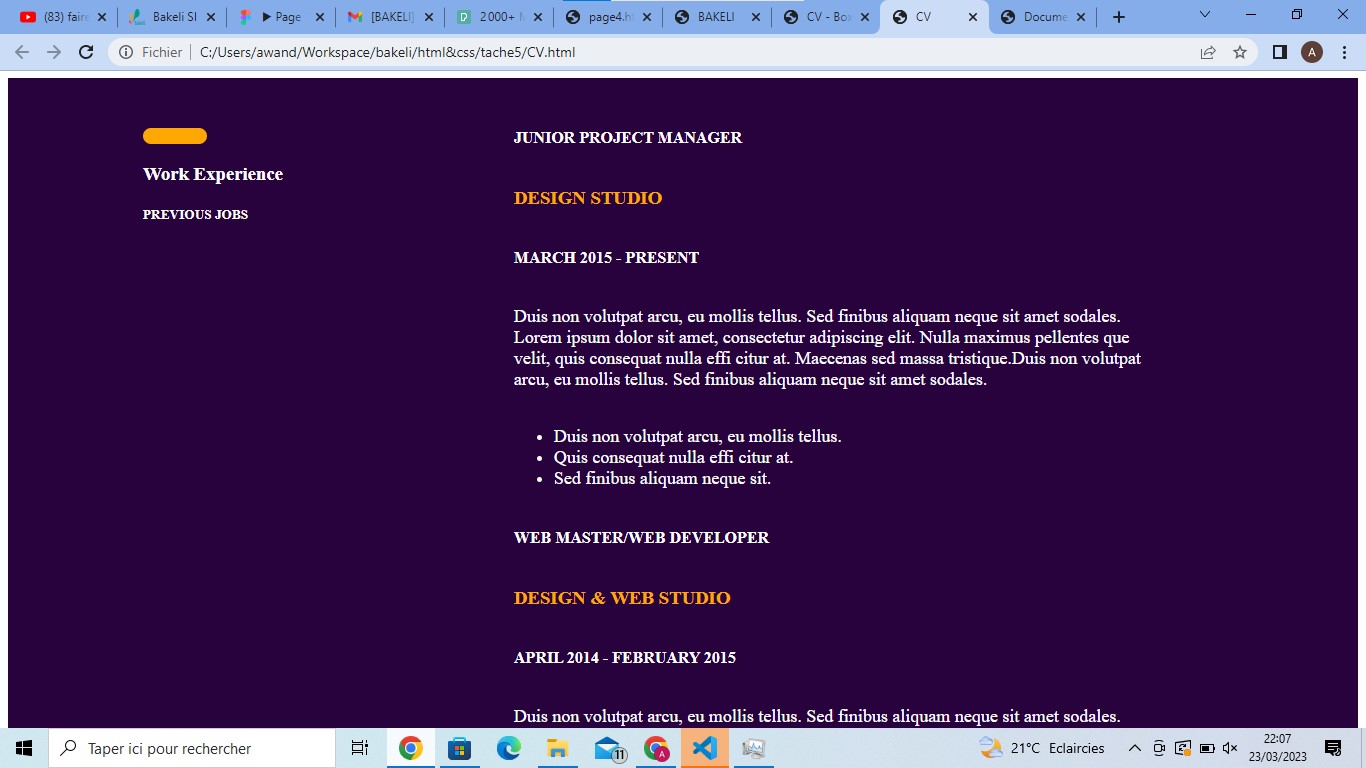 (83) faire
Bakeli Sl
Page
[BAKELI]
2 000+
page4.ht
BAKELI
CV - Box
CV
Docume
Fichier
C:/Users/awand/Workspace/bakeli/html&css/tache5/CV.html
A
Work Experience
PREVIOUS JOBS
JUNIOR PROJECT MANAGER
DESIGN STUDIO
MARCH 2015 - PRESENT
Duis non volutpat arcu, eu mollis tellus. Sed finibus aliquam neque sit amet sodales.
Lorem ipsum dolor sit amet, consectetur adipiscing elit. Nulla maximus pellentes que
velit, quis consequat nulla effi citur at. Maecenas sed massa tristique.Duis non volutpat
arcu, eu mollis tellus. Sed finibus aliquam neque sit amet sodales.
• Duis non volutpat arcu, eu mollis tellus.
• Quis consequat nulla effi citur at.
• Sed finibus aliquam neque sit.
WEB MASTER/WEB DEVELOPER
DESIGN & WEB STUDIO
APRIL 2014 - FEBRUARY 2015
Duis non volutpat arcu, eu mollis tellus. Sed finibus aliquam neque sit amet sodales.
Taper ici pour rechercher
11
A
21°C Eclaircies
22:07
23/03/2023